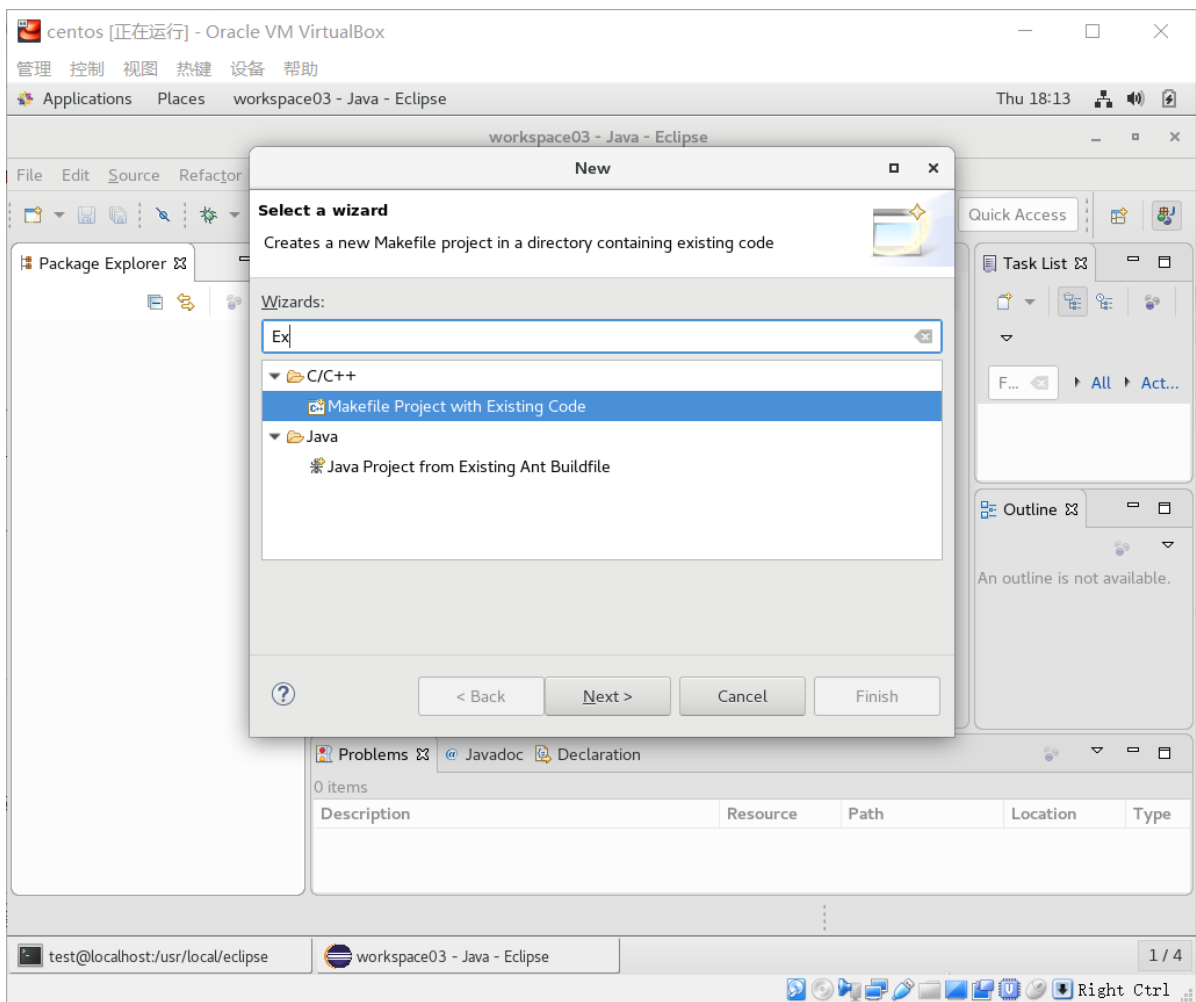 centos [正在运行] - Oracle VM VirtualBox
管理 控制 视图 热键 设备 帮助
Applications Places workspace03 - Java - Eclipse Thu 18:13
workspace03 - Java - Eclipse
File Edit Source Refactor
New
Select a wizard
Creates a new Makefile project in a directory containing existing code
Quick Access
Package Explorer
Task List
Wizards:
Ex
C/C++
F... All Act...
Makefile Project with Existing Code
Java
Java Project from Existing Ant Buildfile
Outline
An outline is not available.
? < Back Next > Cancel Finish
Problems @ Javadoc Declaration
0 items
Description Resource Path Location Type
test@localhost:/usr/local/eclipse workspace03 - Java - Eclipse 1 / 4
Right Ctrl